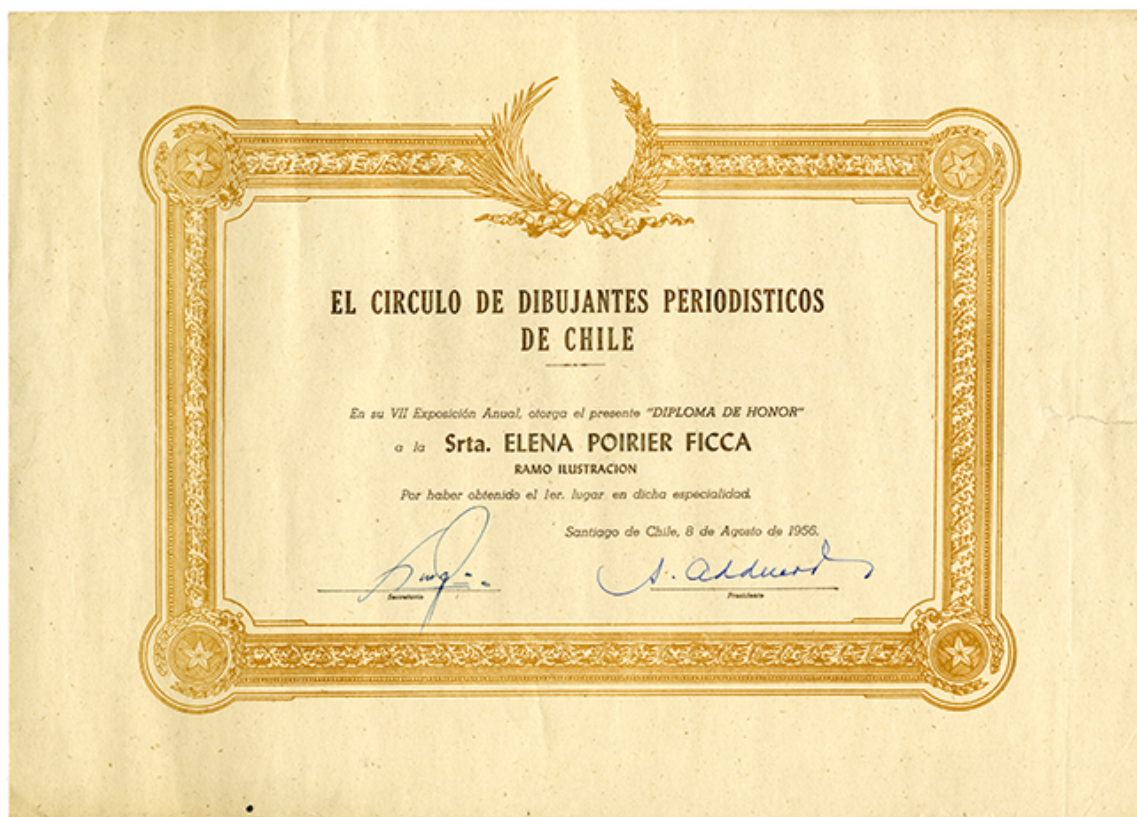 EL CIRCULO DE DIBUJANTES PERIODISTICOS
DE CHILE
En su VII Exposición Anual, otorga el presente "DIPLOMA DE HONOR"
a la Srta. ELENA POIRIER FICCA
RAMO ILUSTRACION
Por haber obtenido el 1er. lugar en dicha especialidad.
Santiago de Chile, 8 de Agosto de 1956.
Secretario
Presidente